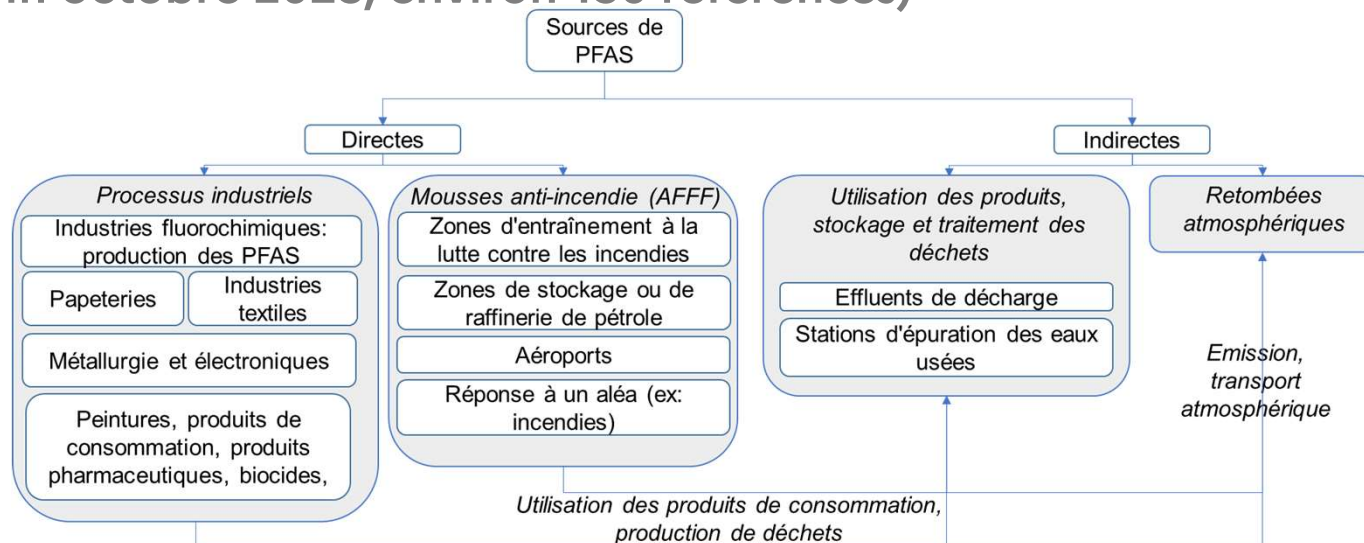 Sources de
PFAS
Directes
Indirectes
Processus industriels
Industries fluorochimiques:
production des PFAS
Papeteries
Industries
textiles
Métallurgie et électroniques
Peintures, produits de
consommation, produits
pharmaceutiques, biocides,
Mousses anti-incendie (AFFF)
Zones d'entraînement à la
lutte contre les incendies
Zones de stockage ou de
raffinerie de pétrole
Aéroports
Réponse à un aléa (ex:
incendies)
Utilisation des produits,
stockage et traitement des
déchets
Effluents de décharge
Stations d'épuration des eaux
usées
Retombées
atmosphériques
Emission,
transport
atmosphérique
Utilisation des produits de consommation,
production de déchets